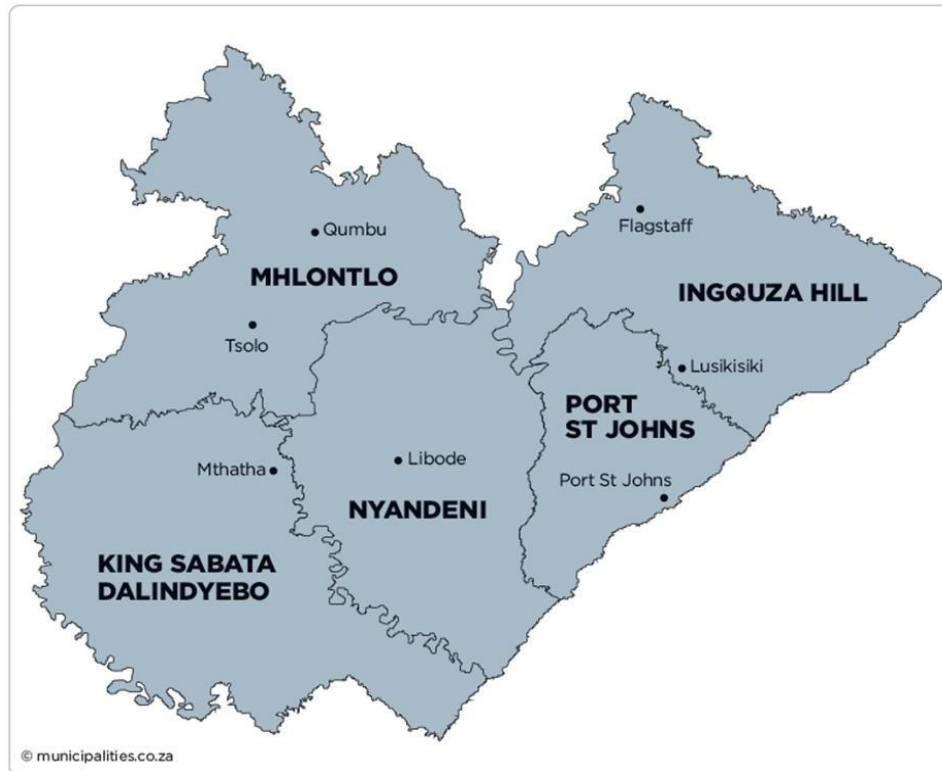 Qumbu
MHLONTLO
Tsolo
Flagstaff
INGQUZA HILL
Lusikisiki
PORT
ST JOHNS
Port St Johns
Mthatha
Libode
NYANDENI
KING SABATA
DALINDYEBO
© municipalities.co.za